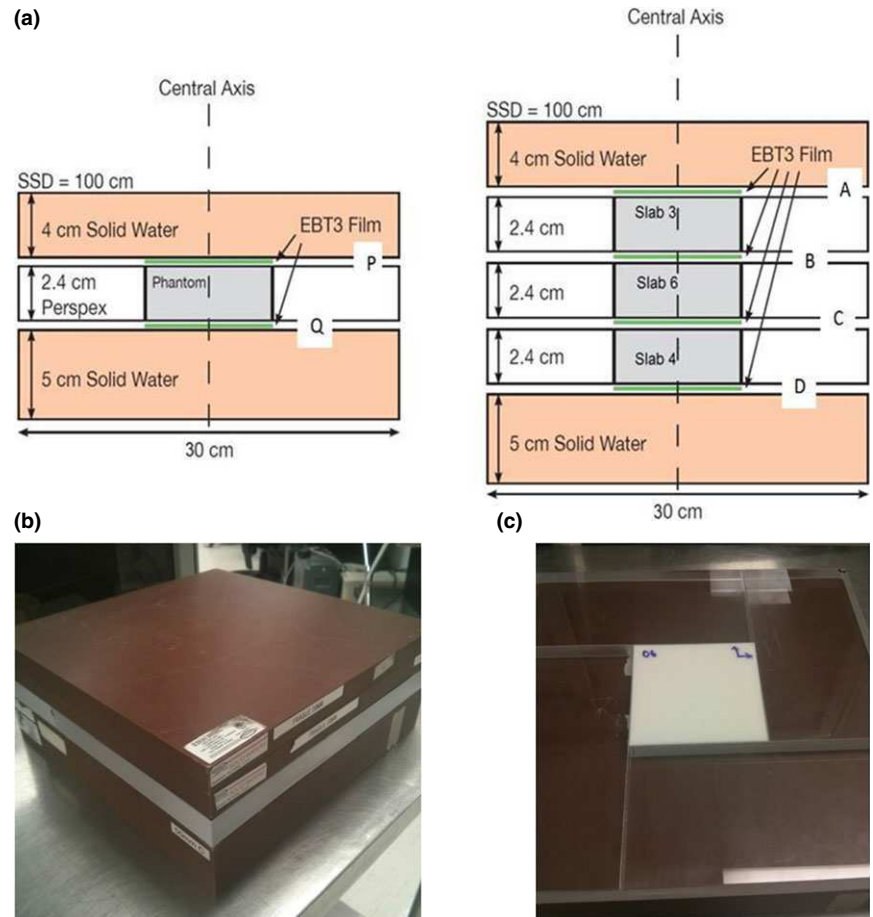 (a)
Central Axis
SSD = 100 cm
4 cm Solid Water
EBT3 Film
P
2.4 cm
Perspex
Phantom
Q
5 cm Solid Water
30 cm
Central Axis
SSD = 100 cm
4 cm Solid Water
EBT3 Film
A
Slab 3
2.4 cm
B
Slab 6
2.4 cm
C
Slab 4
2.4 cm
D
5 cm Solid Water
30 cm
(b)
(c)
06